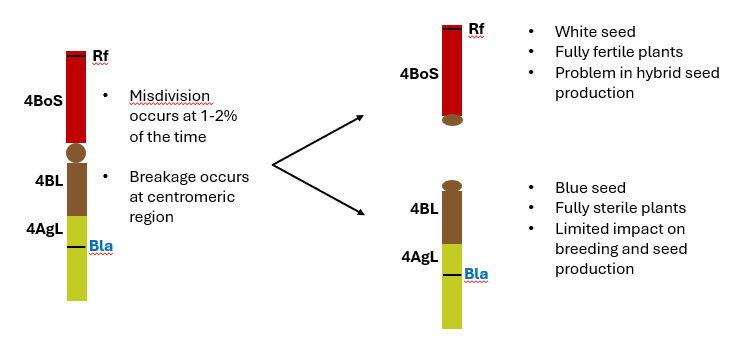 Rf
4BoS
• Misdivision
occurs at 1-2%
of the time
4BL
• Breakage occurs
at centromeric
region
4AgL
Bla
Rf
4BoS
• White seed
• Fully fertile plants
• Problem in hybrid seed
production
4BL
4AgL
Bla
• Blue seed
• Fully sterile plants
• Limited impact on
breeding and seed
production